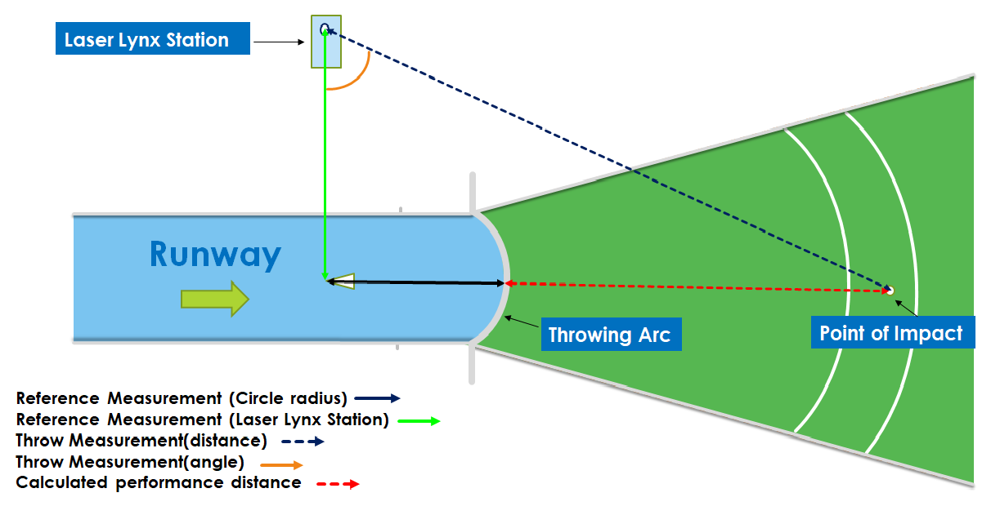 Laser Lynx Station
Runway
Throwing Arc
Point of Impact
Reference Measurement (Circle radius)
Reference Measurement (Laser Lynx Station)
Throw Measurement(distance)
Throw Measurement(angle)
Calculated performance distance